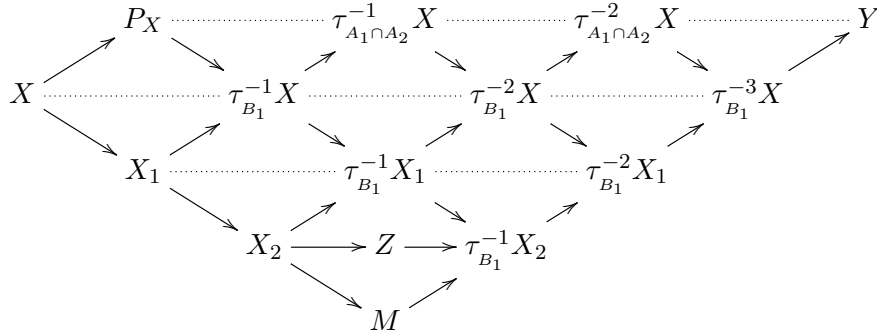 P_X τ^{-1}_{A_1∩A_2}X τ^{-2}_{A_1∩A_2}X Y
X τ^{-1}_{B_1}X τ^{-2}_{B_1}X τ^{-3}_{B_1}X
X_1 τ^{-1}_{B_1}X_1 τ^{-2}_{B_1}X_1
X_2 Z τ^{-1}_{B_1}X_2
M